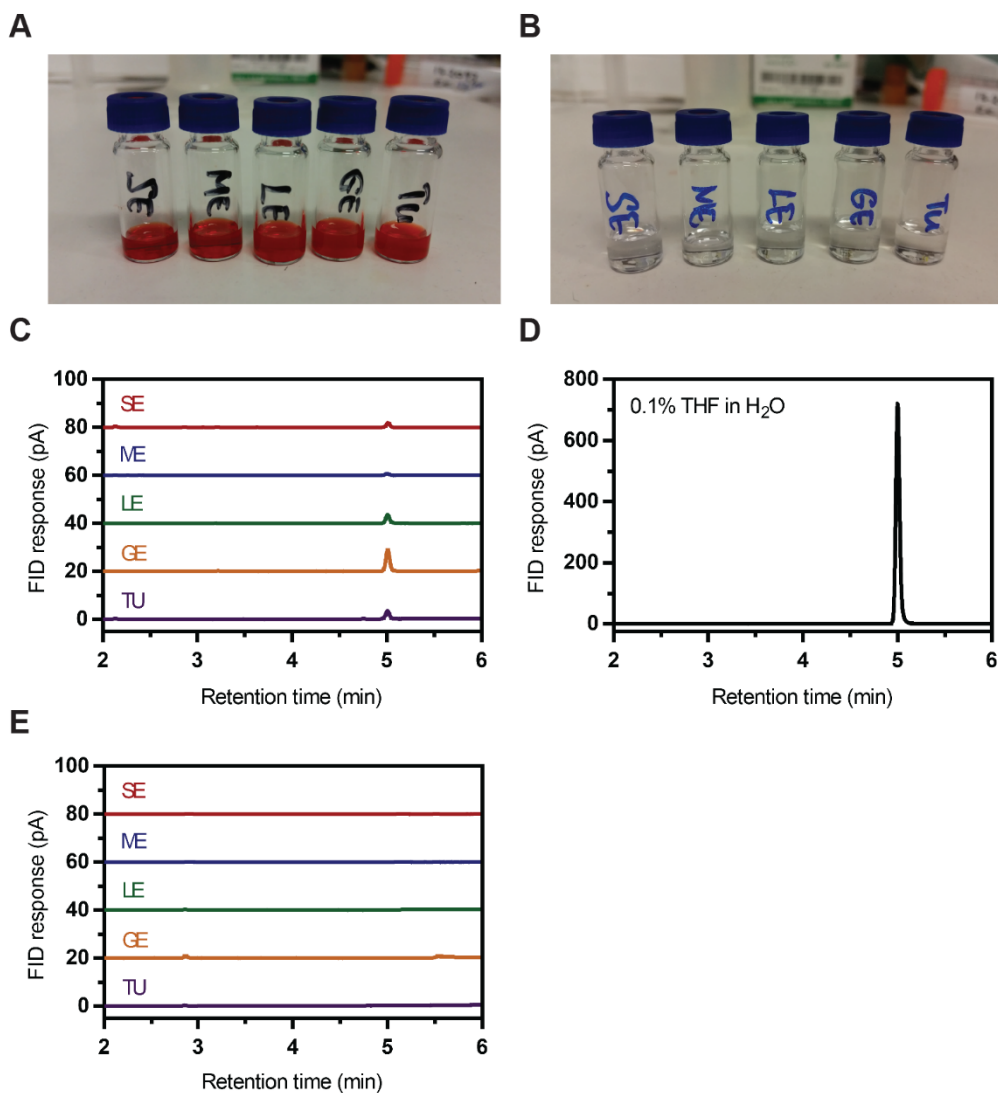 A
B
SE
ME
LE
GE
TU
SE
ME
LE
GE
TU
C
D
100
80
60
40
20
0
FID response (pA)
SE
ME
LE
GE
TU
2
3
4
5
6
Retention time (min)
800
600
400
200
0
FID response (pA)
0.1% THF in H₂O
2
3
4
5
6
Retention time (min)
E
100
80
60
40
20
0
FID response (pA)
SE
ME
LE
GE
TU
2
3
4
5
6
Retention time (min)